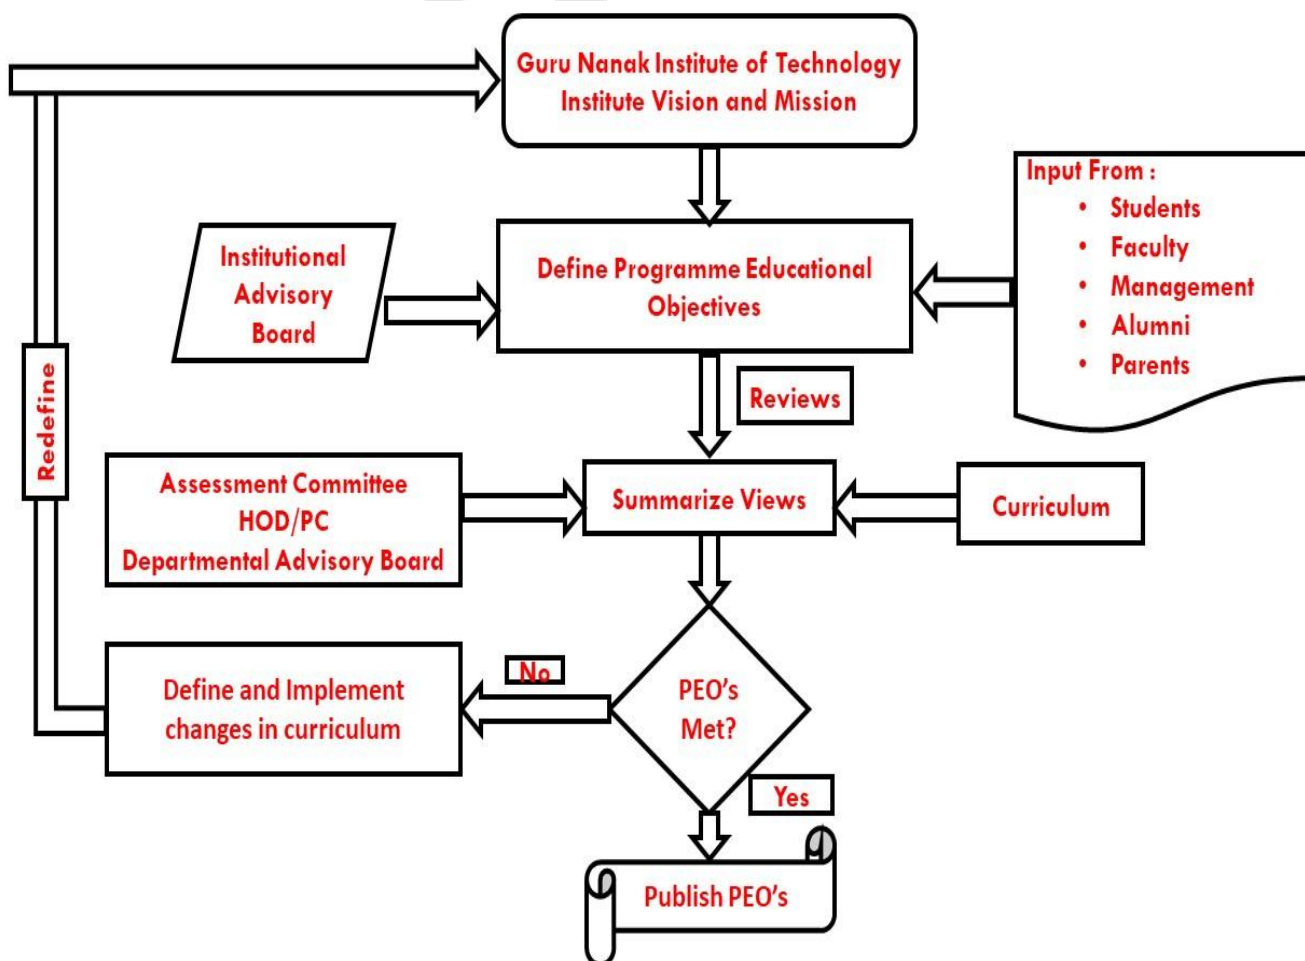 Guru Nanak Institute of Technology
Institute Vision and Mission
Input From :
• Students
• Faculty
• Management
• Alumni
• Parents
Institutional
Advisory
Board
Define Programme Educational
Objectives
Reviews
Redefine
Assessment Committee
HOD/PC
Departmental Advisory Board
Summarize Views
Curriculum
No
Define and Implement
changes in curriculum
PEO's
Met?
Yes
Publish PEO's